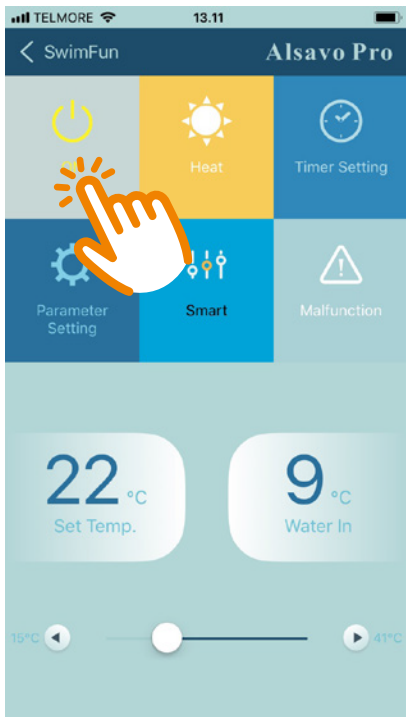 TELMORE 13.11
SwimFun Alsavo Pro
Heat Timer Setting
Parameter Smart Malfunction
Setting
22 °C 9 °C
Set Temp. Water In
15°C 41°C